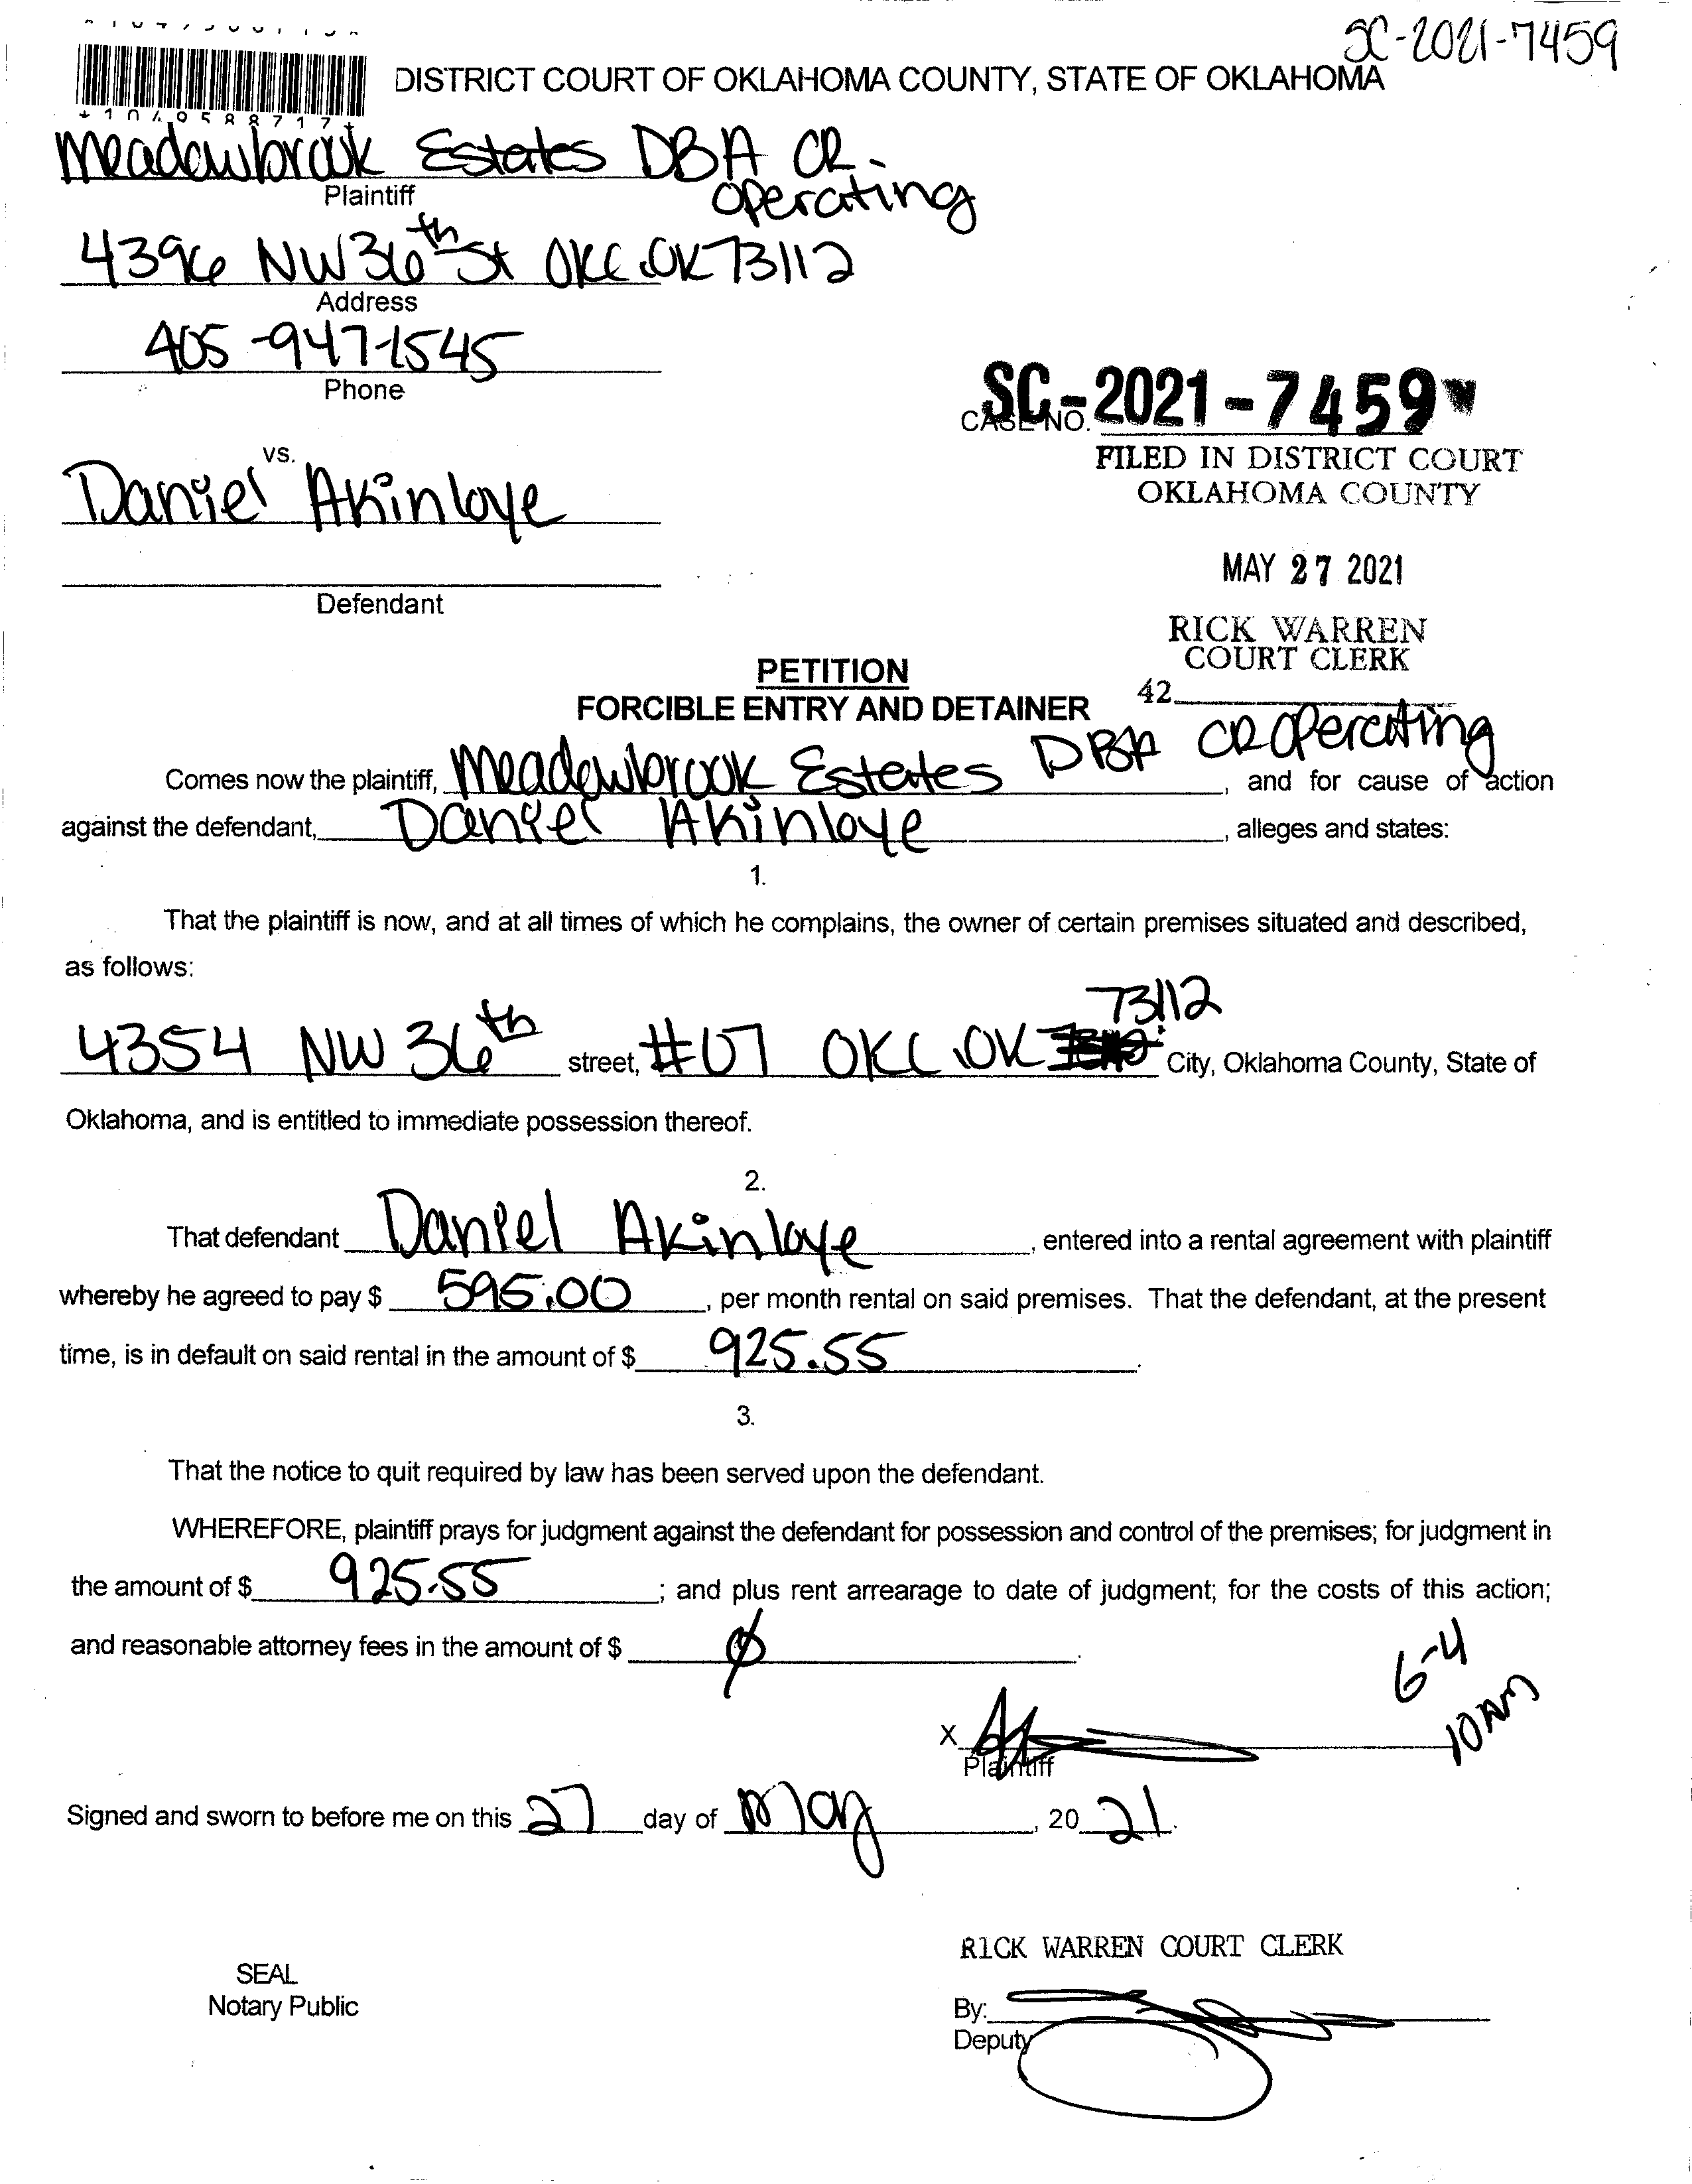 SC-2021-7459
DISTRICT COURT OF OKLAHOMA COUNTY, STATE OF OKLAHOMA
Meadowbrook Estates DBA CR
Operating
Plaintiff
4396 NW 36th St OKC OK 73112
Address
405-947-1545
Phone
SC-2021-7459
CASE NO.
FILED IN DISTRICT COURT
OKLAHOMA COUNTY
vs.
Daniel Akinloye
MAY 27 2021
Defendant
RICK WARREN
COURT CLERK
42
PETITION
FORCIBLE ENTRY AND DETAINER
Comes now the plaintiff, Meadowbrook Estates DBA CR Operating, and for cause of action
against the defendant, Daniel Akinloye, alleges and states:
1.
That the plaintiff is now, and at all times of which he complains, the owner of certain premises situated and described,
as follows:
73112
4354 NW 36th street, #07 OKC OK City, Oklahoma County, State of
Oklahoma, and is entitled to immediate possession thereof.
2.
That defendant Daniel Akinloye, entered into a rental agreement with plaintiff
whereby he agreed to pay $ 595.00, per month rental on said premises. That the defendant, at the present
time, is in default on said rental in the amount of $ 925.55.
3.
That the notice to quit required by law has been served upon the defendant.
WHEREFORE, plaintiff prays for judgment against the defendant for possession and control of the premises; for judgment in
the amount of $ 925.55; and plus rent arrearage to date of judgment; for the costs of this action;
and reasonable attorney fees in the amount of $ ∅.
6-4
10AM
X
Plaintiff
Signed and sworn to before me on this 27 day of May, 20 21.
RICK WARREN COURT CLERK
SEAL
Notary Public
By:
Deputy